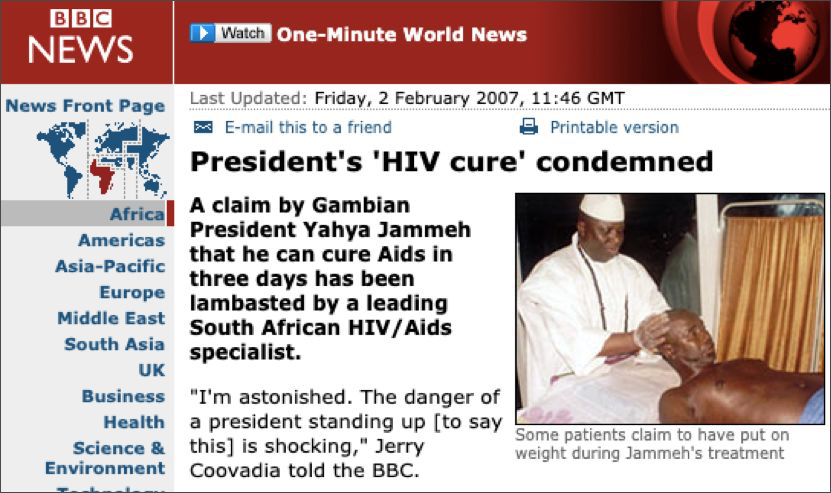 BBC
NEWS
Watch One-Minute World News
News Front Page
Africa
Americas
Asia-Pacific
Europe
Middle East
South Asia
UK
Business
Health
Science &
Environment
Technology
Last Updated: Friday, 2 February 2007, 11:46 GMT
E-mail this to a friend
Printable version
President's 'HIV cure' condemned
A claim by Gambian
President Yahya Jammeh
that he can cure Aids in
three days has been
lambasted by a leading
South African HIV/Aids
specialist.
"I'm astonished. The danger of
a president standing up [to say
this] is shocking," Jerry
Coovadia told the BBC.
Some patients claim to have put on
weight during Jammeh's treatment